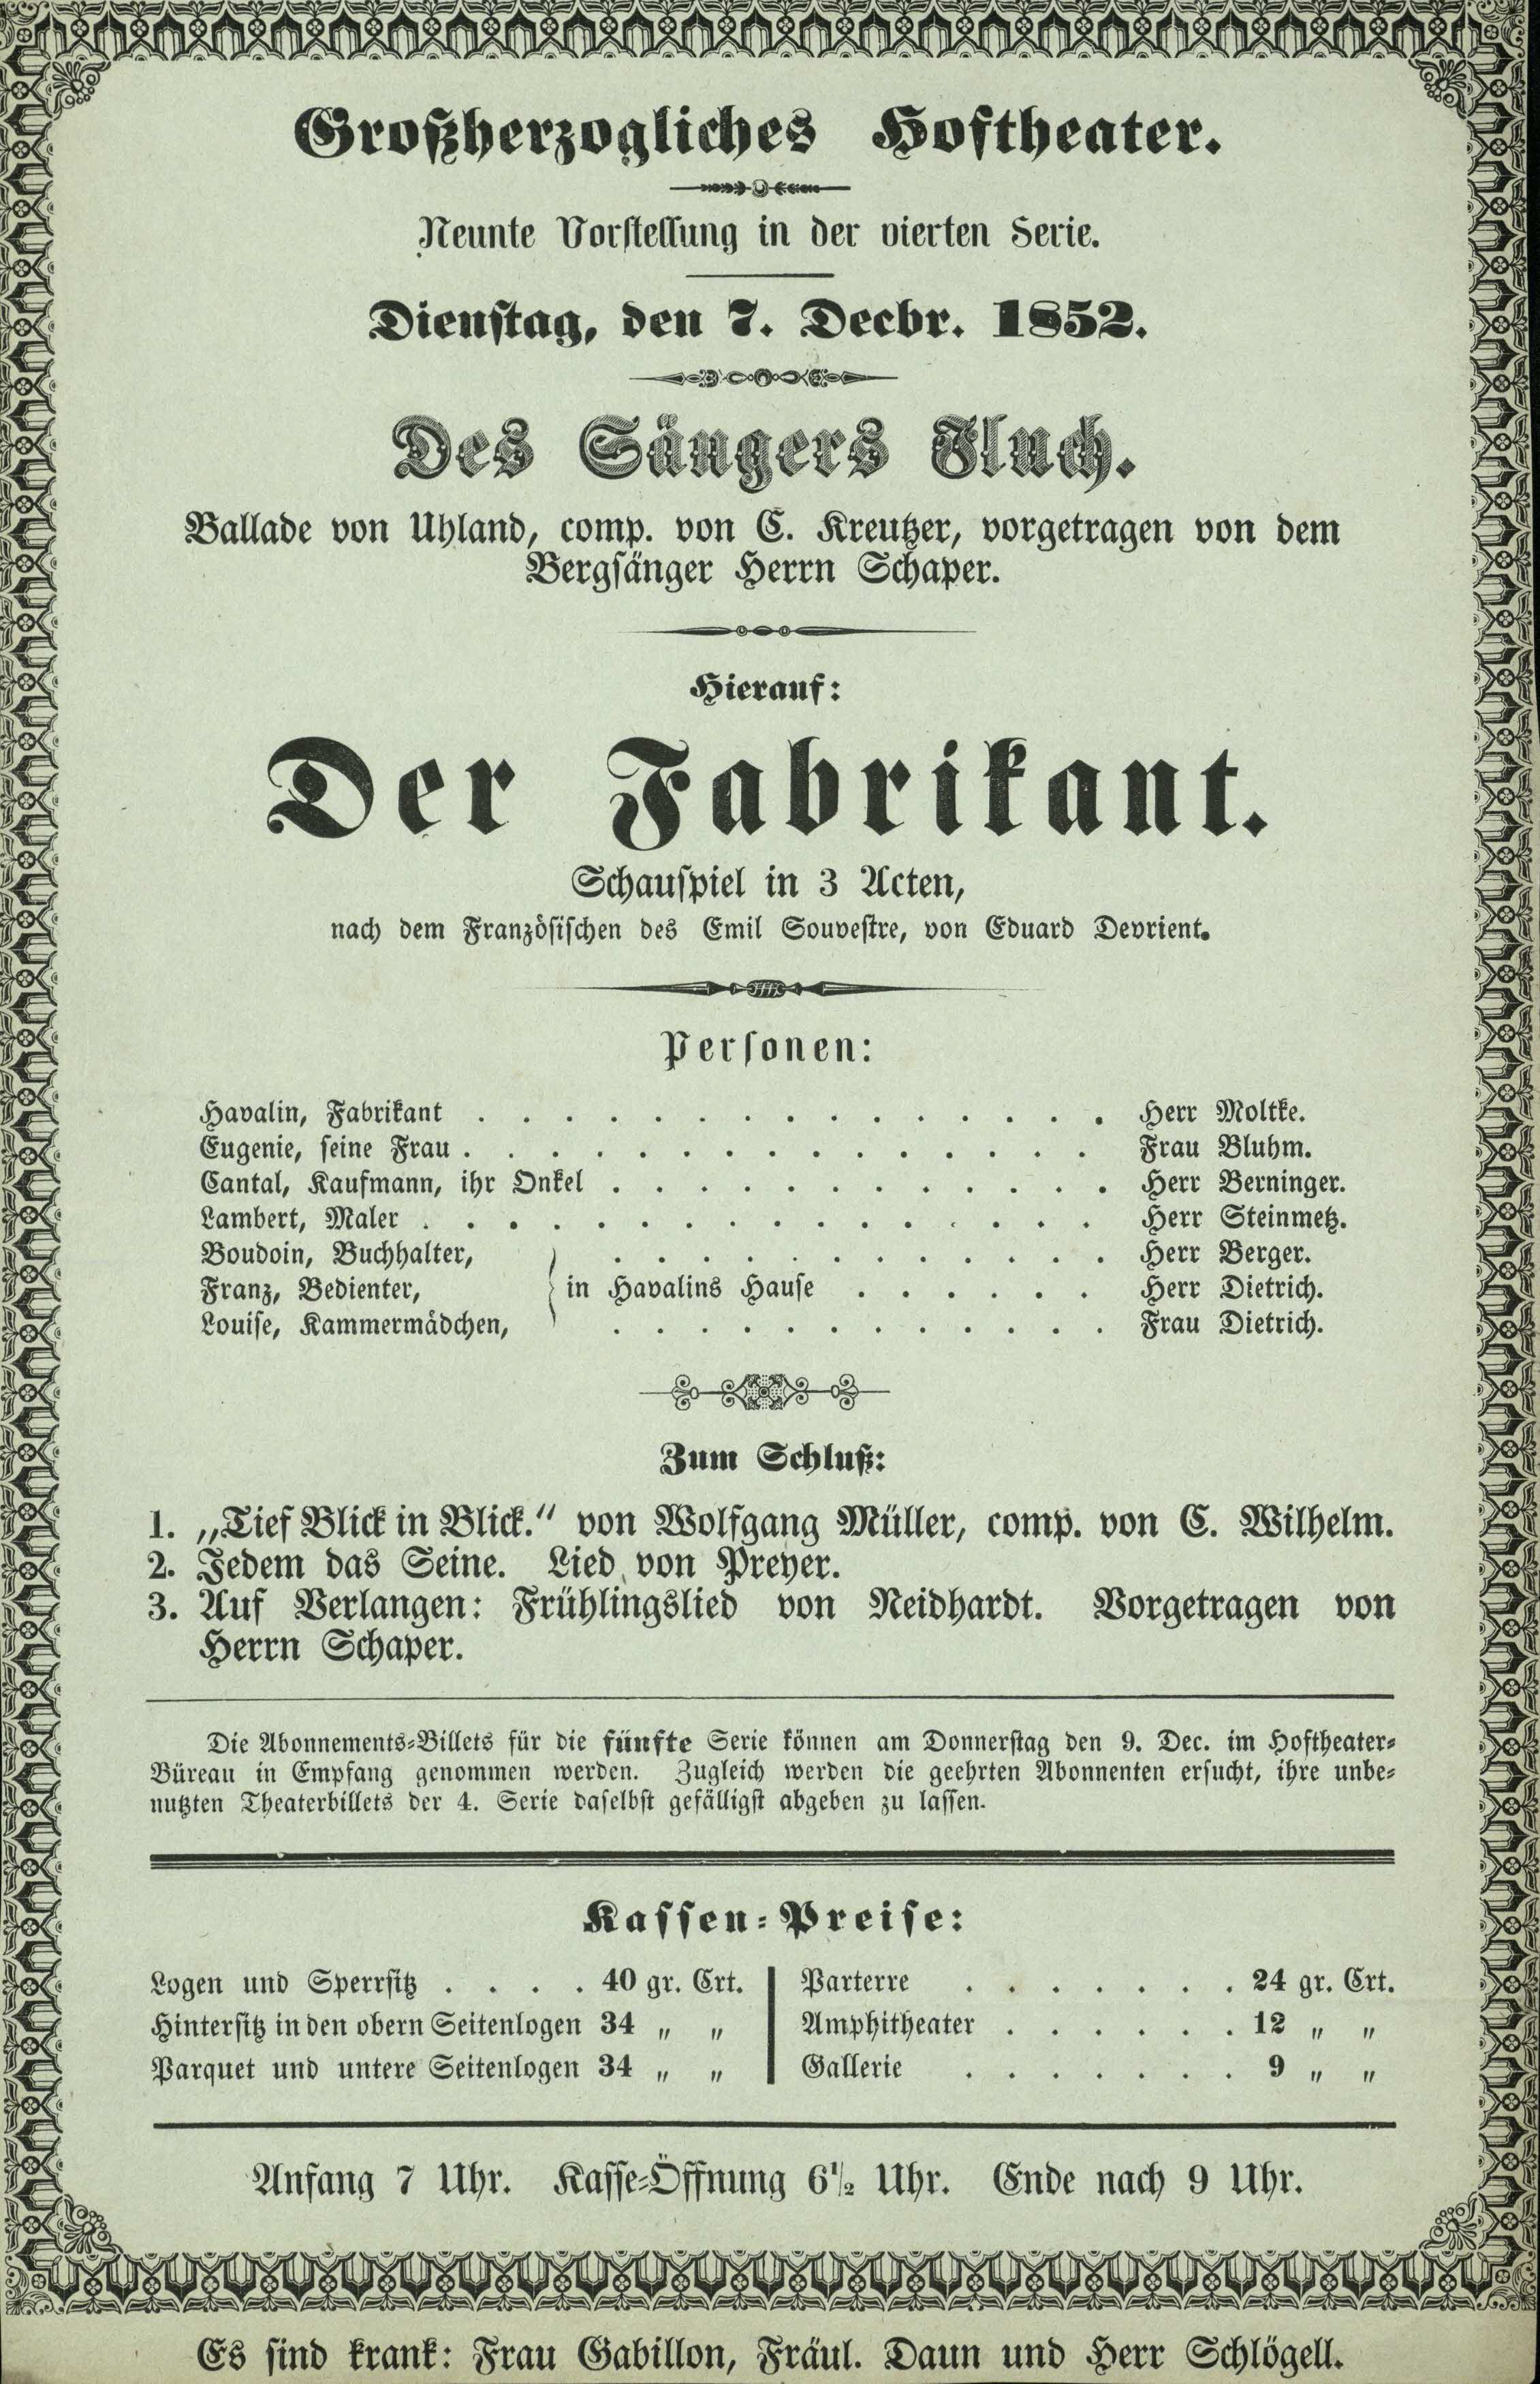 Großherzogliches Hoftheater.
Neunte Vorstellung in der vierten Serie.
Dienstag, den 7. Decbr. 1852.
Des Sängers Fluch.
Ballade von Uhland, comp. von C. Kreutzer, vorgetragen von dem
Bergsänger Herrn Schaper.
Hierauf:
Der Fabrikant.
Schauspiel in 3 Acten,
nach dem Französischen des Emil Souvestre, von Eduard Devrient.
Personen:
Havalin, Fabrikant . . . . . . . . . . . . . . . Herr Moltke.
Eugenie, seine Frau . . . . . . . . . . . . . . . Frau Bluhm.
Cantal, Kaufmann, ihr Onkel . . . . . . . . . . . . Herr Berninger.
Lambert, Maler . . . . . . . . . . . . . . . . Herr Steinmetz.
Boudoin, Buchhalter, . . . . . . . . . . . . Herr Berger.
Franz, Bedienter, } in Havalins Hause . . . . . . Herr Dietrich.
Louise, Kammermädchen, . . . . . . . . . . . . Frau Dietrich.
Zum Schluß:
1. „Tief Blick in Blick.“ von Wolfgang Müller, comp. von C. Wilhelm.
2. Jedem das Seine. Lied von Preyer.
3. Auf Verlangen: Frühlingslied von Neidhardt. Vorgetragen von
Herrn Schaper.
Die Abonnements-Billets für die fünfte Serie können am Donnerstag den 9. Dec. im Hoftheater-
Büreau in Empfang genommen werden. Zugleich werden die geehrten Abonnenten ersucht, ihre unbe-
nutzten Theaterbillets der 4. Serie daselbst gefälligst abgeben zu lassen.
Kassen-Preise:
Logen und Sperrsitz . . . . 40 gr. Crt. | Parterre . . . . . . . 24 gr. Crt.
Hintersitz in den obern Seitenlogen 34 „ „ | Amphitheater . . . . . . 12 „ „
Parquet und untere Seitenlogen 34 „ „ | Gallerie . . . . . . . 9 „ „
Anfang 7 Uhr. Kasse-Öffnung 6½ Uhr. Ende nach 9 Uhr.
Es sind krank: Frau Gabillon, Fräul. Daun und Herr Schlögell.